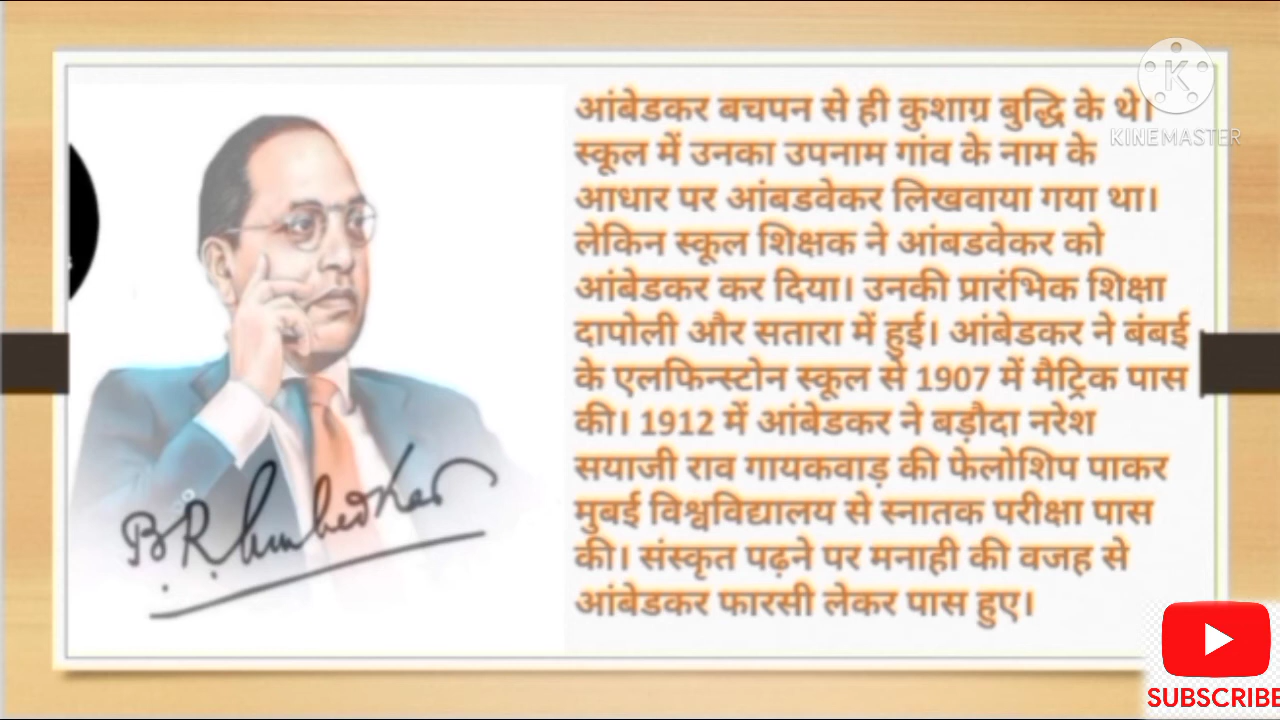 आंबेडकर बचपन से ही कुशाग्र बुद्धि के थे।
स्कूल में उनका उपनाम गांव के नाम के
आधार पर आंबडवेकर लिखवाया गया था।
लेकिन स्कूल शिक्षक ने आंबडवेकर को
आंबेडकर कर दिया। उनकी प्रारंभिक शिक्षा
दापोली और सतारा में हुई। आंबेडकर ने बंबई
के एलफिन्स्टोन स्कूल से 1907 में मैट्रिक पास
की। 1912 में आंबेडकर ने बड़ौदा नरेश
सयाजी राव गायकवाड़ की फेलोशिप पाकर
मुबई विश्वविद्यालय से स्नातक परीक्षा पास
की। संस्कृत पढ़ने पर मनाही की वजह से
आंबेडकर फारसी लेकर पास हुए।
B. R. Ambedkar
K
KINEMASTER
SUBSCRIBE